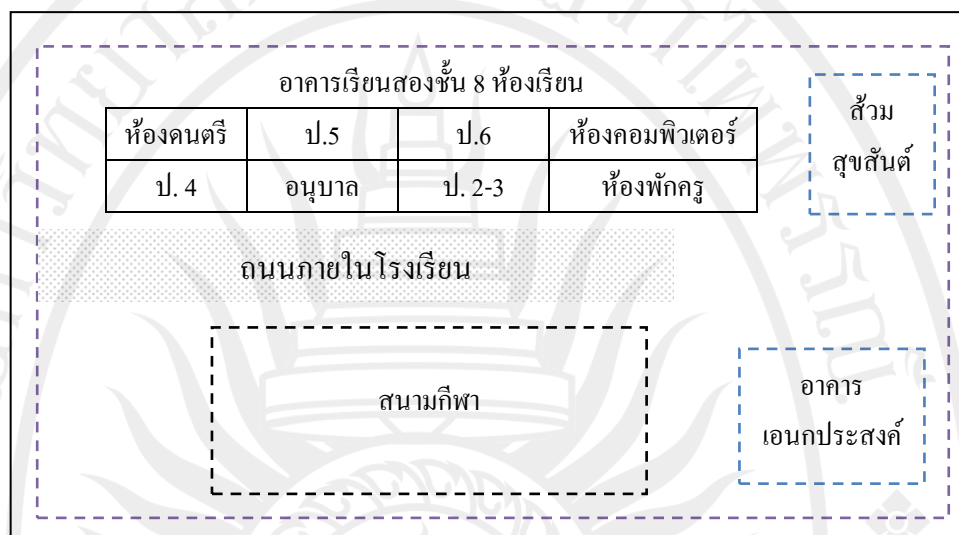 อาคารเรียนสองชั้น 8 ห้องเรียน
ห้องดนตรี ป.5 ป.6 ห้องคอมพิวเตอร์
ป. 4 อนุบาล ป. 2-3 ห้องพักครู
ส้วม
สุขสันต์
ถนนภายในโรงเรียน
สนามกีฬา
อาคาร
เอนกประสงค์